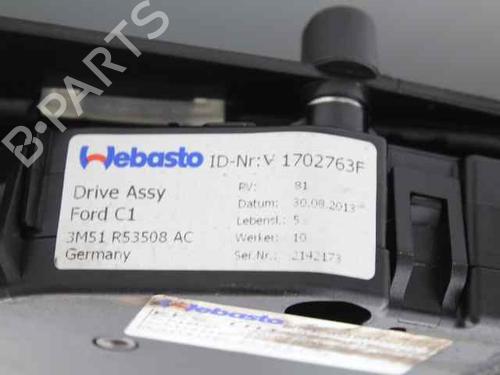 B-PARTS
Webasto ID-Nr: V 1702763F
Drive Assy RV: 81
Ford C1 Datum: 30.08.2013
3M51 R53508 AC Lebensl.: 5
Germany Werker: 10
Ser.Nr.: 2142173
Webasto